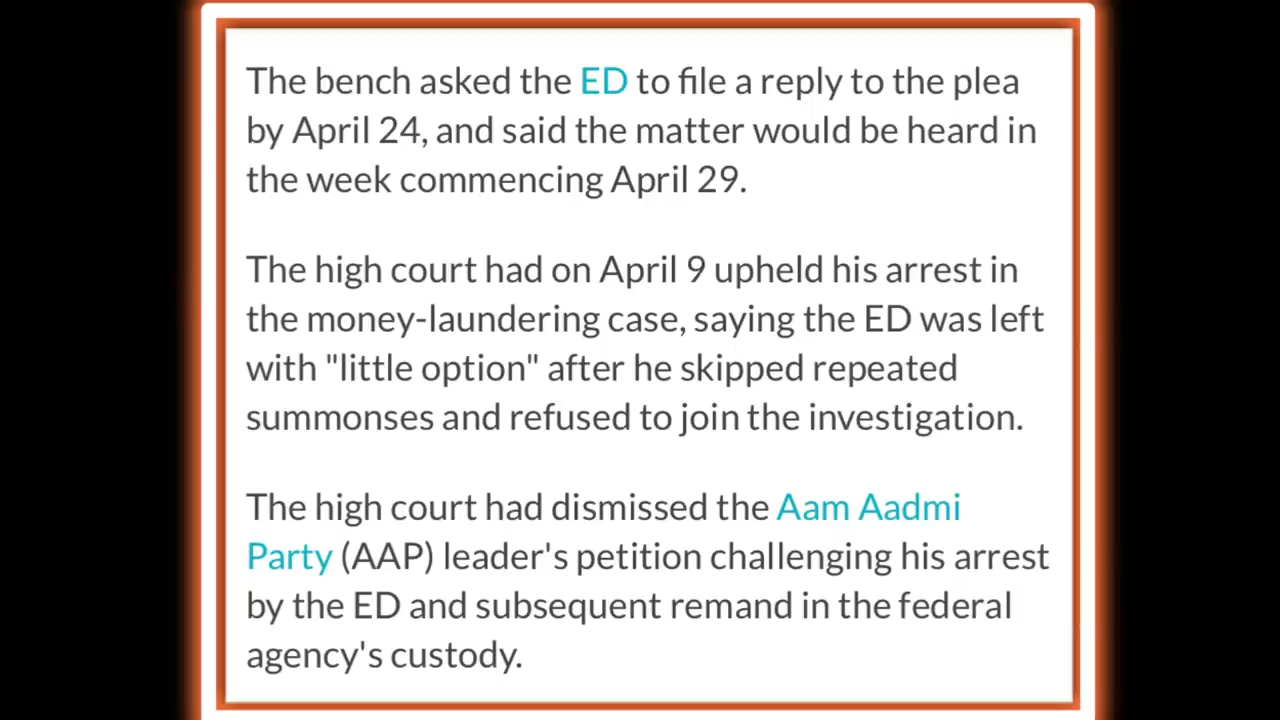 The bench asked the ED to file a reply to the plea
by April 24, and said the matter would be heard in
the week commencing April 29.
The high court had on April 9 upheld his arrest in
the money-laundering case, saying the ED was left
with "little option" after he skipped repeated
summonses and refused to join the investigation.
The high court had dismissed the Aam Aadmi
Party (AAP) leader's petition challenging his arrest
by the ED and subsequent remand in the federal
agency's custody.